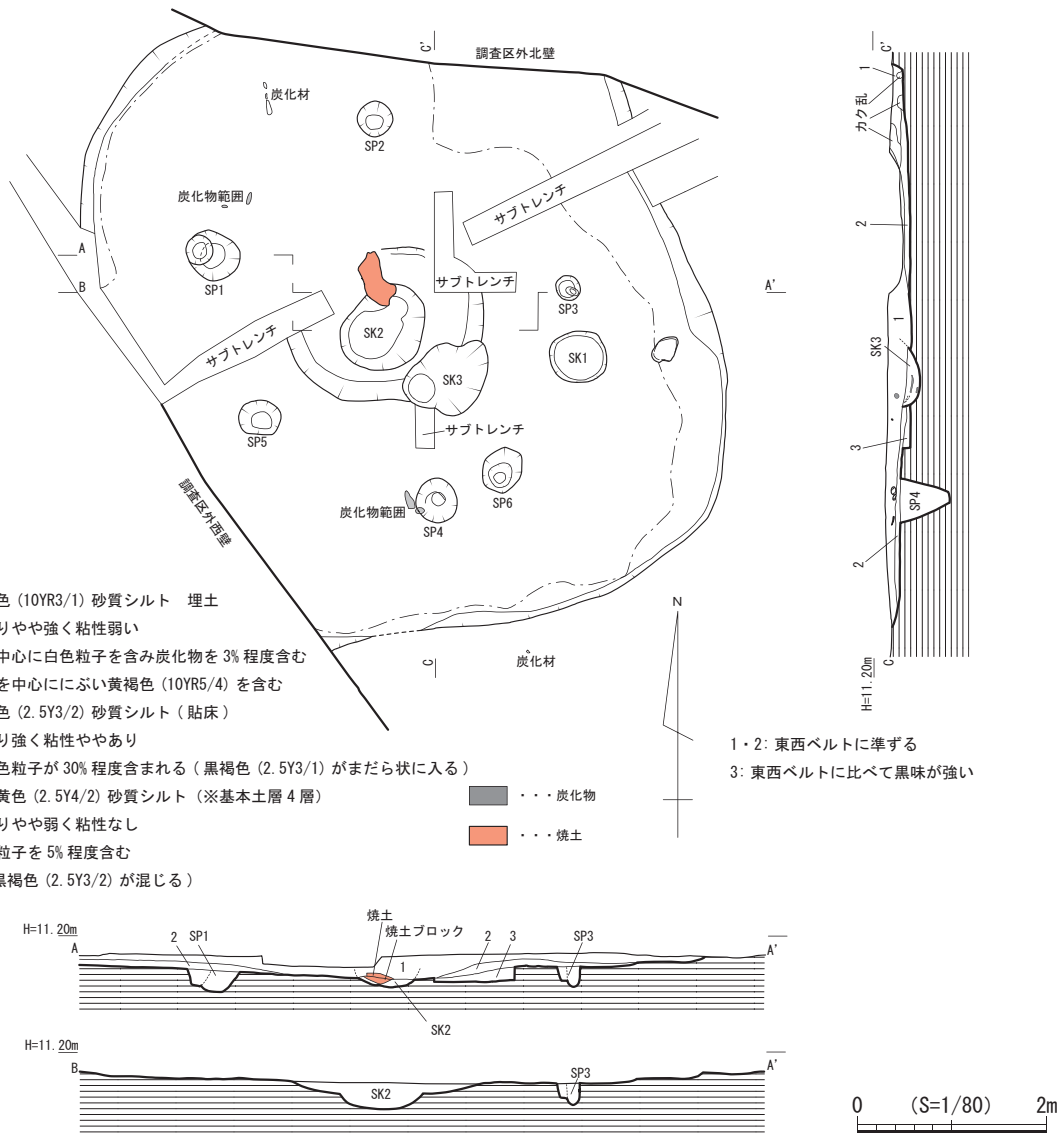 C'
調査区外北壁
炭化材
SP2
サブトレンチ
炭化物範囲
A
B
SP1
サブトレンチ
SP3
A'
サブトレンチ
SK2
SK1
SK3
サブトレンチ
SP5
SP6
炭化物範囲
SP4
調査区外西壁
C
炭化材
N
C'
1
カク乱
2
1
SK3
3
SP4
2
C
H=11.20m
色 (10YR3/1) 砂質シルト 埋土
りやや強く粘性弱い
中心に白色粒子を含み炭化物を 3% 程度含む
を中心ににぶい黄褐色 (10YR5/4) を含む
色 (2.5Y3/2) 砂質シルト ( 貼床 )
り強く粘性ややあり
色粒子が 30% 程度含まれる ( 黒褐色 (2.5Y3/1) がまだら状に入る )
黄色 (2.5Y4/2) 砂質シルト (※基本土層 4 層)
りやや弱く粘性なし
粒子を 5% 程度含む
黒褐色 (2.5Y3/2) が混じる )
1・2: 東西ベルトに準ずる
3: 東西ベルトに比べて黒味が強い
・・・炭化物
・・・焼土
H=11.20m
A
2 SP1
焼土
焼土ブロック
1
2 3
SP3
A'
SK2
H=11.20m
B
SK2
SP3
A'
0 (S=1/80) 2m